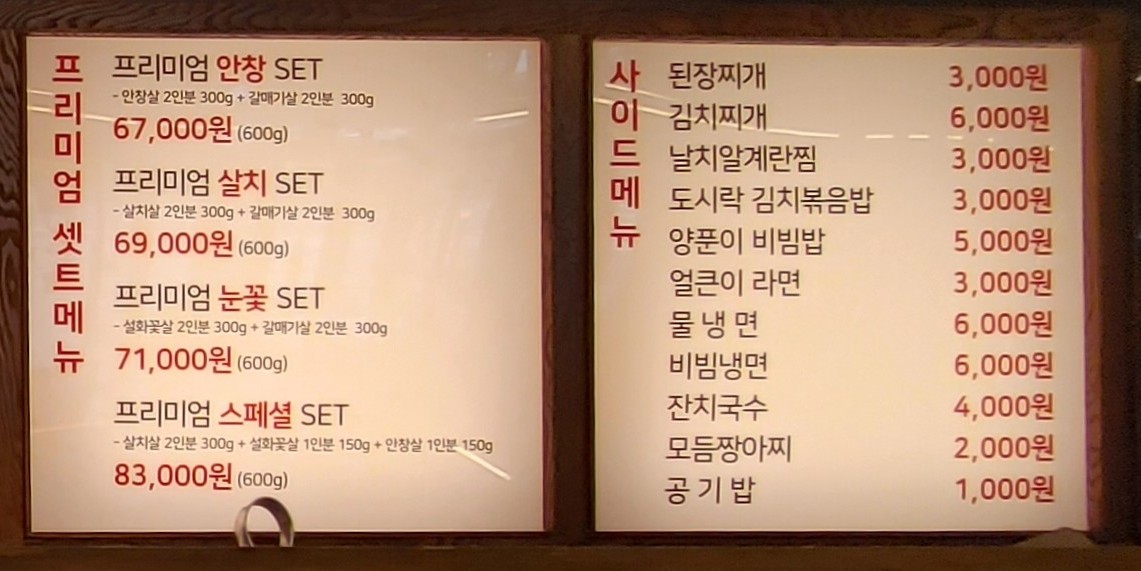 프리미엄 셋트메뉴
프리미엄 안창 SET
- 안창살 2인분 300g + 갈매기살 2인분 300g
67,000원 (600g)
프리미엄 살치 SET
- 살치살 2인분 300g + 갈매기살 2인분 300g
69,000원 (600g)
프리미엄 눈꽃 SET
- 설화꽃살 2인분 300g + 갈매기살 2인분 300g
71,000원 (600g)
프리미엄 스페셜 SET
- 살치살 2인분 300g + 설화꽃살 1인분 150g + 안창살 1인분 150g
83,000원 (600g)
사이드메뉴
된장찌개 3,000원
김치찌개 6,000원
날치알계란찜 3,000원
도시락 김치볶음밥 3,000원
양푼이 비빔밥 5,000원
얼큰이 라면 3,000원
물 냉 면 6,000원
비빔냉면 6,000원
잔치국수 4,000원
모듬짱아찌 2,000원
공 기 밥 1,000원